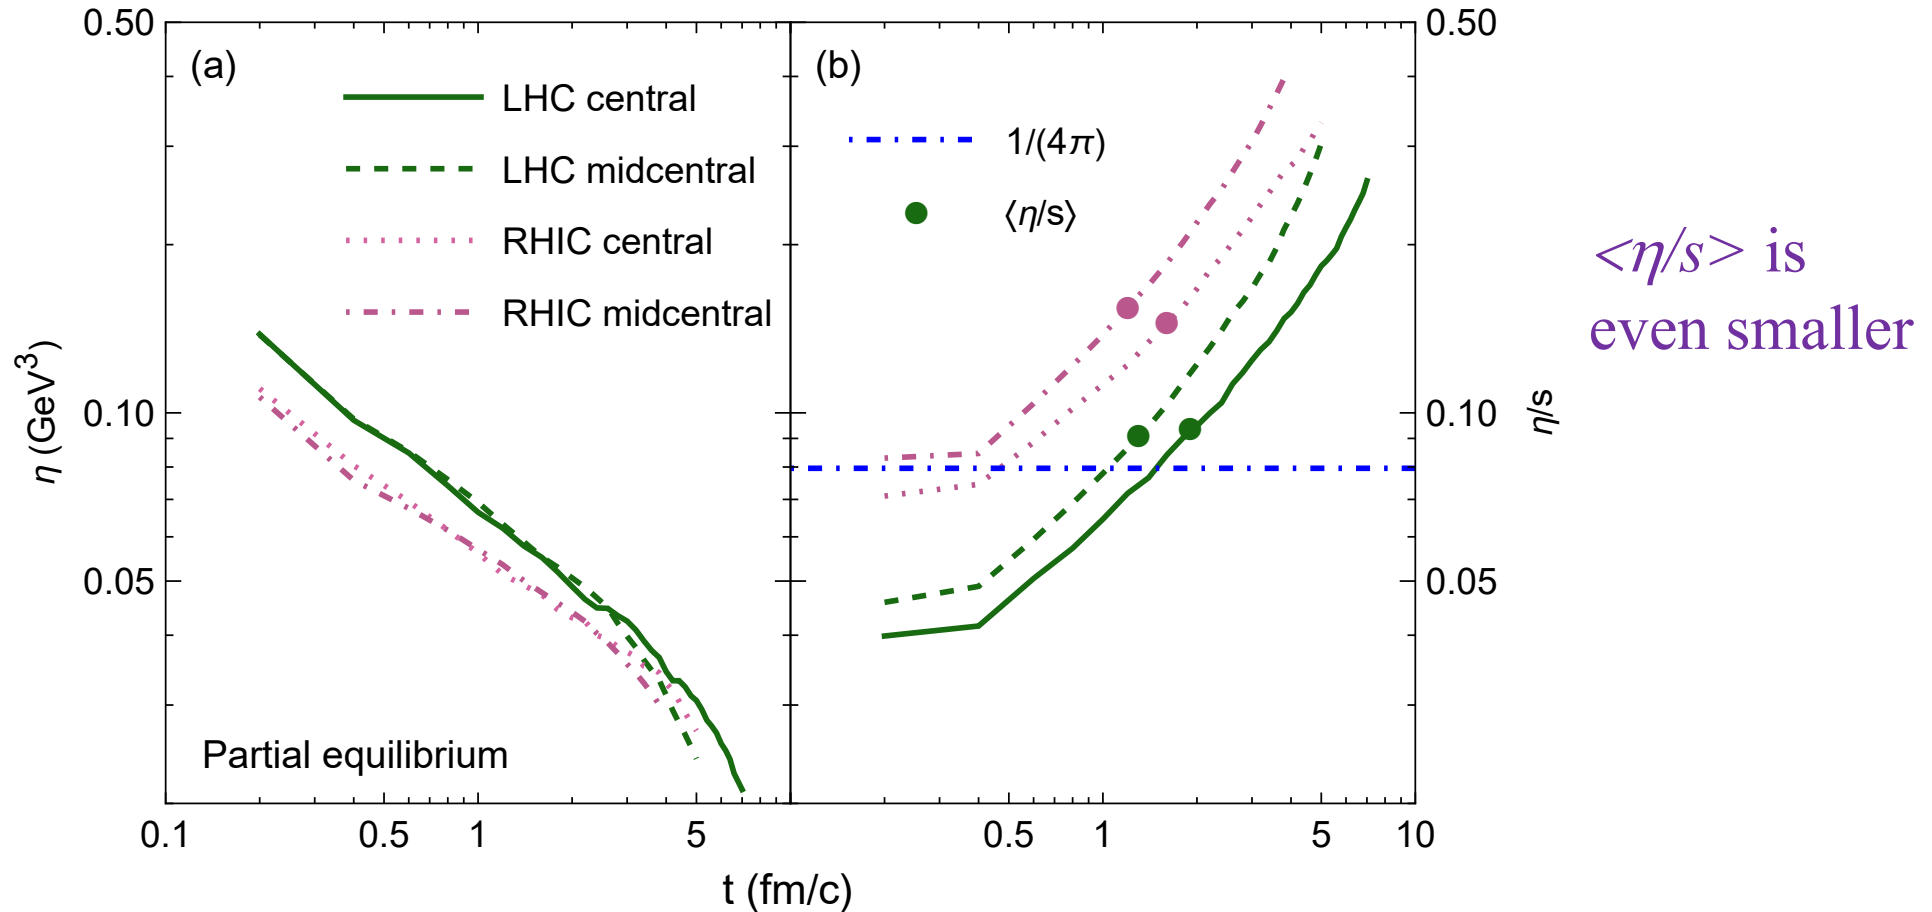 (a)
LHC central
LHC midcentral
RHIC central
RHIC midcentral
Partial equilibrium
η (GeV³)
0.50
0.10
0.05
0.1
0.5
1
5
(b)
1/(4π)
⟨η/s⟩
0.50
0.10
0.05
η/s
0.5
1
5
10
t (fm/c)
<η/s> is
even smaller